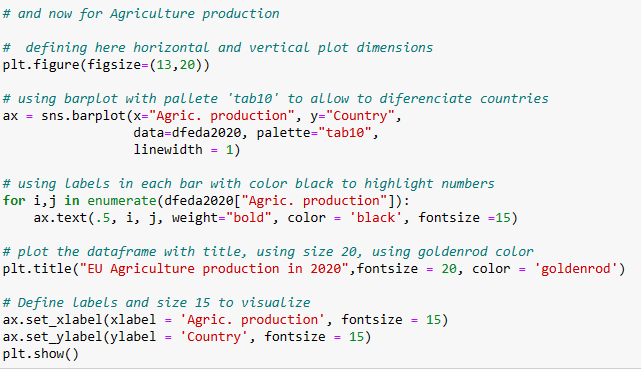 # and now for Agriculture production
#  defining here horizontal and vertical plot dimensions
plt.figure(figsize=(13,20))
# using barplot with pallete 'tab10' to allow to diferenciate countries
ax = sns.barplot(x="Agric. production", y="Country",
                 data=dfeda2020, palette="tab10",
                 linewidth = 1)
# using labels in each bar with color black to highlight numbers
for i,j in enumerate(dfeda2020["Agric. production"]):
    ax.text(.5, i, j, weight="bold", color = 'black', fontsize =15)
# plot the dataframe with title, using size 20, using goldenrod color
plt.title("EU Agriculture production in 2020",fontsize = 20, color = 'goldenrod')
# Define labels and size 15 to visualize
ax.set_xlabel(xlabel = 'Agric. production', fontsize = 15)
ax.set_ylabel(ylabel = 'Country', fontsize = 15)
plt.show()